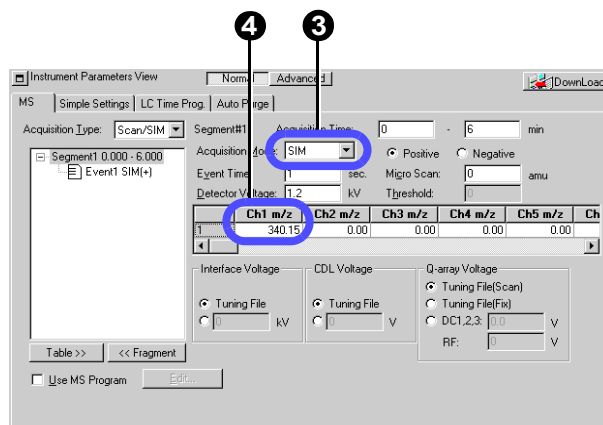 4 3
Instrument Parameters View Normal Advanced DownLoad
MS Simple Settings LC Time Prog. Auto Purge
Acquisition Type: Scan/SIM Segment#1 Acquisition Time: 0 - 6 min
Acquisition Mode: SIM Positive Negative
Segment1 0.000 - 6.000
Event1 SIM(+)
Event Time: 1 sec. Micro Scan: 0 amu
Detector Voltage: 1.2 kV Threshold: 0
Ch1 m/z Ch2 m/z Ch3 m/z Ch4 m/z Ch5 m/z Ch
1 340.15 0.00 0.00 0.00 0.00
Interface Voltage CDL Voltage Q-array Voltage
Tuning File(Scan)
Tuning File Tuning File Tuning File(Fix)
0 kV 0 V DC1,2,3: 0.0 V
RF: 0 V
Table >> << Fragment
Use MS Program Edit...